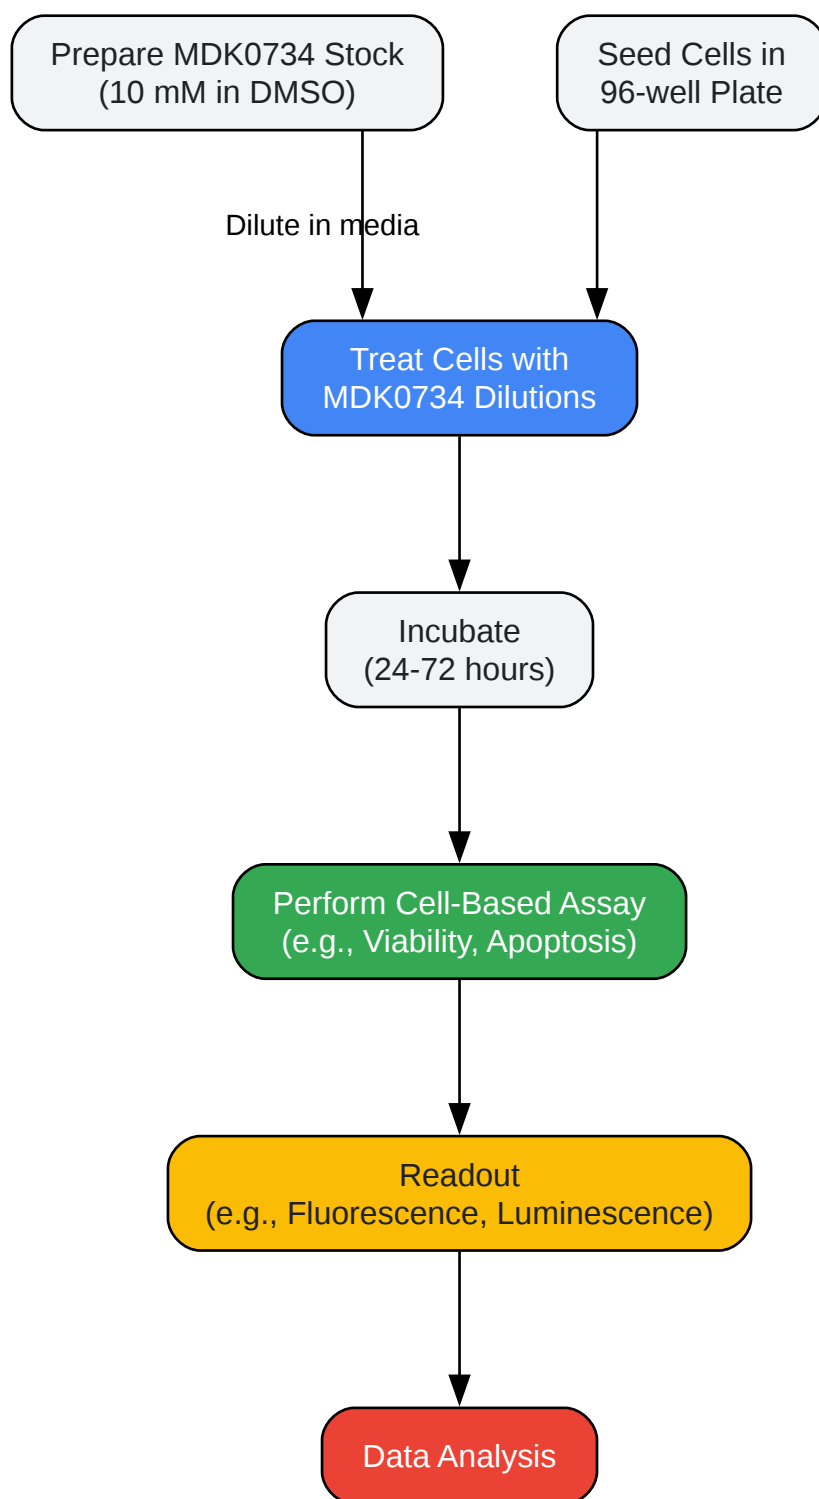 Prepare MDK0734 Stock
(10 mM in DMSO)
Seed Cells in
96-well Plate
Dilute in media
Treat Cells with
MDK0734 Dilutions
Incubate
(24-72 hours)
Perform Cell-Based Assay
(e.g., Viability, Apoptosis)
Readout
(e.g., Fluorescence, Luminescence)
Data Analysis